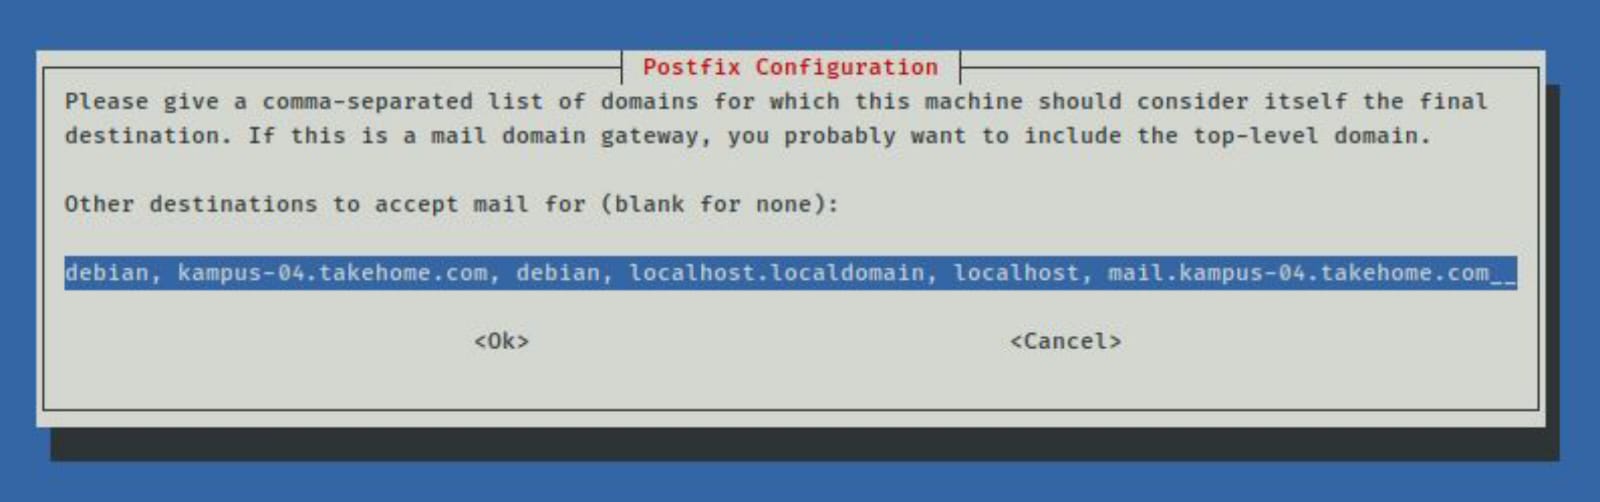 Postfix Configuration
Please give a comma-separated list of domains for which this machine should consider itself the final
destination. If this is a mail domain gateway, you probably want to include the top-level domain.
Other destinations to accept mail for (blank for none):
debian, kampus-04.takehome.com, debian, localhost.localdomain, localhost, mail.kampus-04.takehome.com__
<Ok> <Cancel>